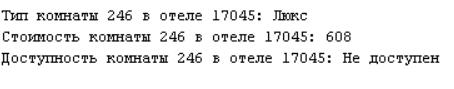 Тип комнаты 246 в отеле 17045: Люкс
Стоимость комнаты 246 в отеле 17045: 608
Доступность комнаты 246 в отеле 17045: Не доступен